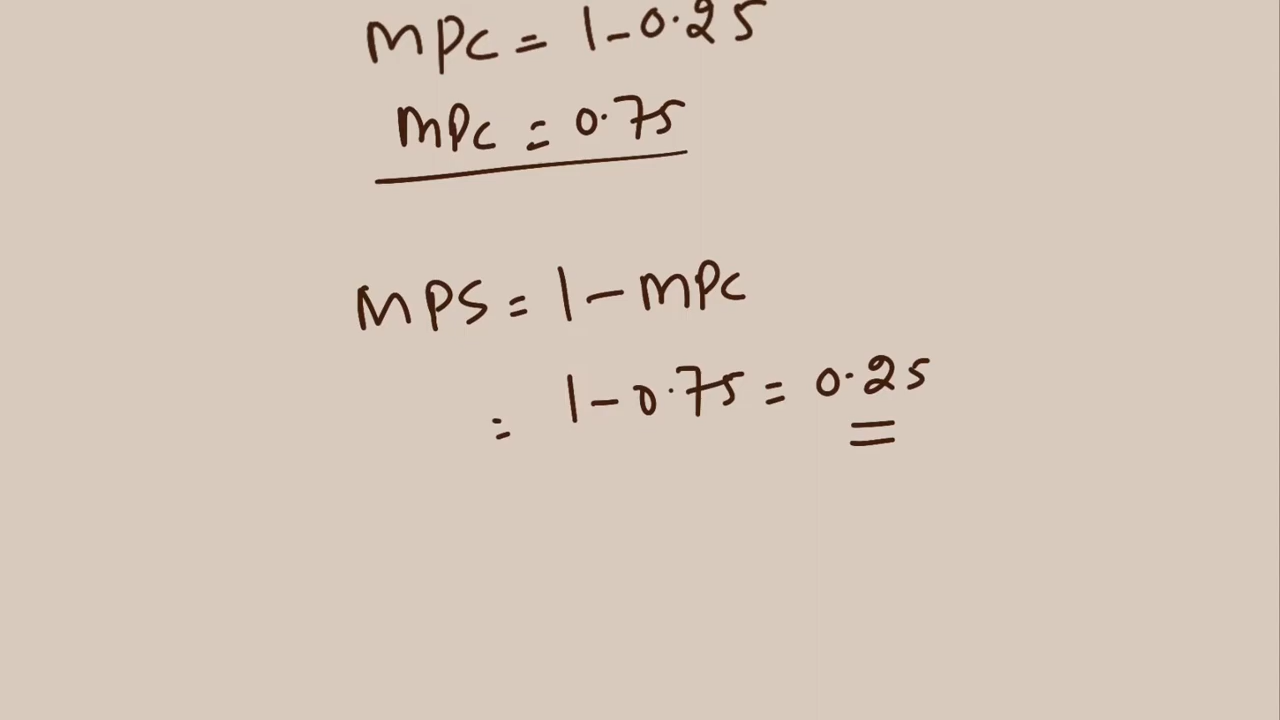 MPC = 1 - 0.25
MPC = 0.75
MPS = 1 - MPC
= 1 - 0.75 = 0.25